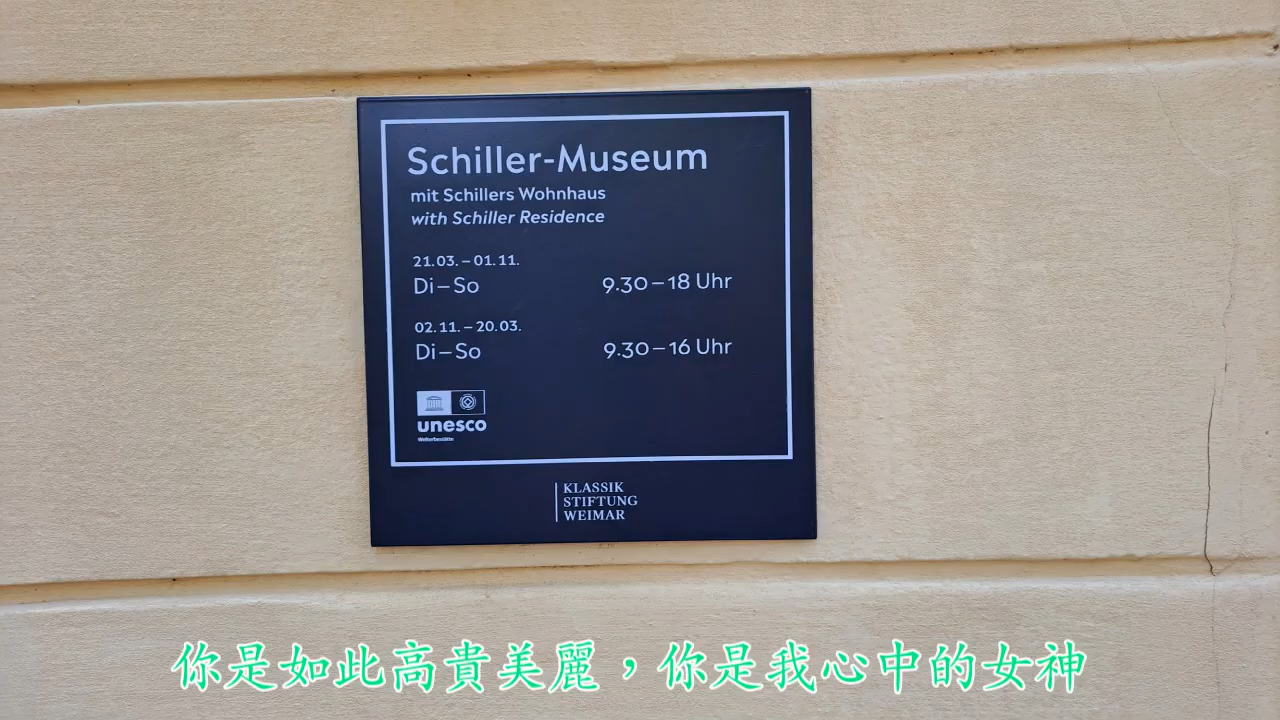 Schiller-Museum
mit Schillers Wohnhaus
with Schiller Residence
21.03. – 01.11.
Di – So 9.30 – 18 Uhr
02.11. – 20.03.
Di – So 9.30 – 16 Uhr
unesco
Welterbestätte
KLASSIK
STIFTUNG
WEIMAR
你是如此高貴美麗，你是我心中的女神